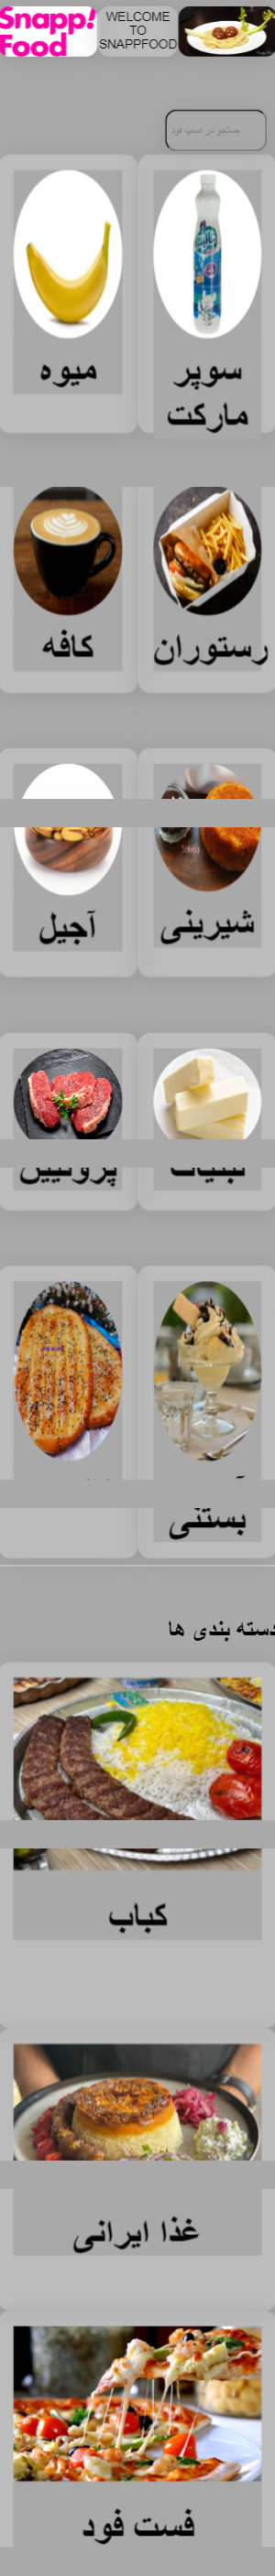 Snapp!
Food
WELCOME
TO
SNAPPFOOD
جستجو در اسنپ فود
سوپر
مارکت
میوه
رستوران
کافه
شیرینی
آجیل
لبنیات
پروتئین
بستنی
دسته بندی ها
کباب
غذا ایرانی
فست فود